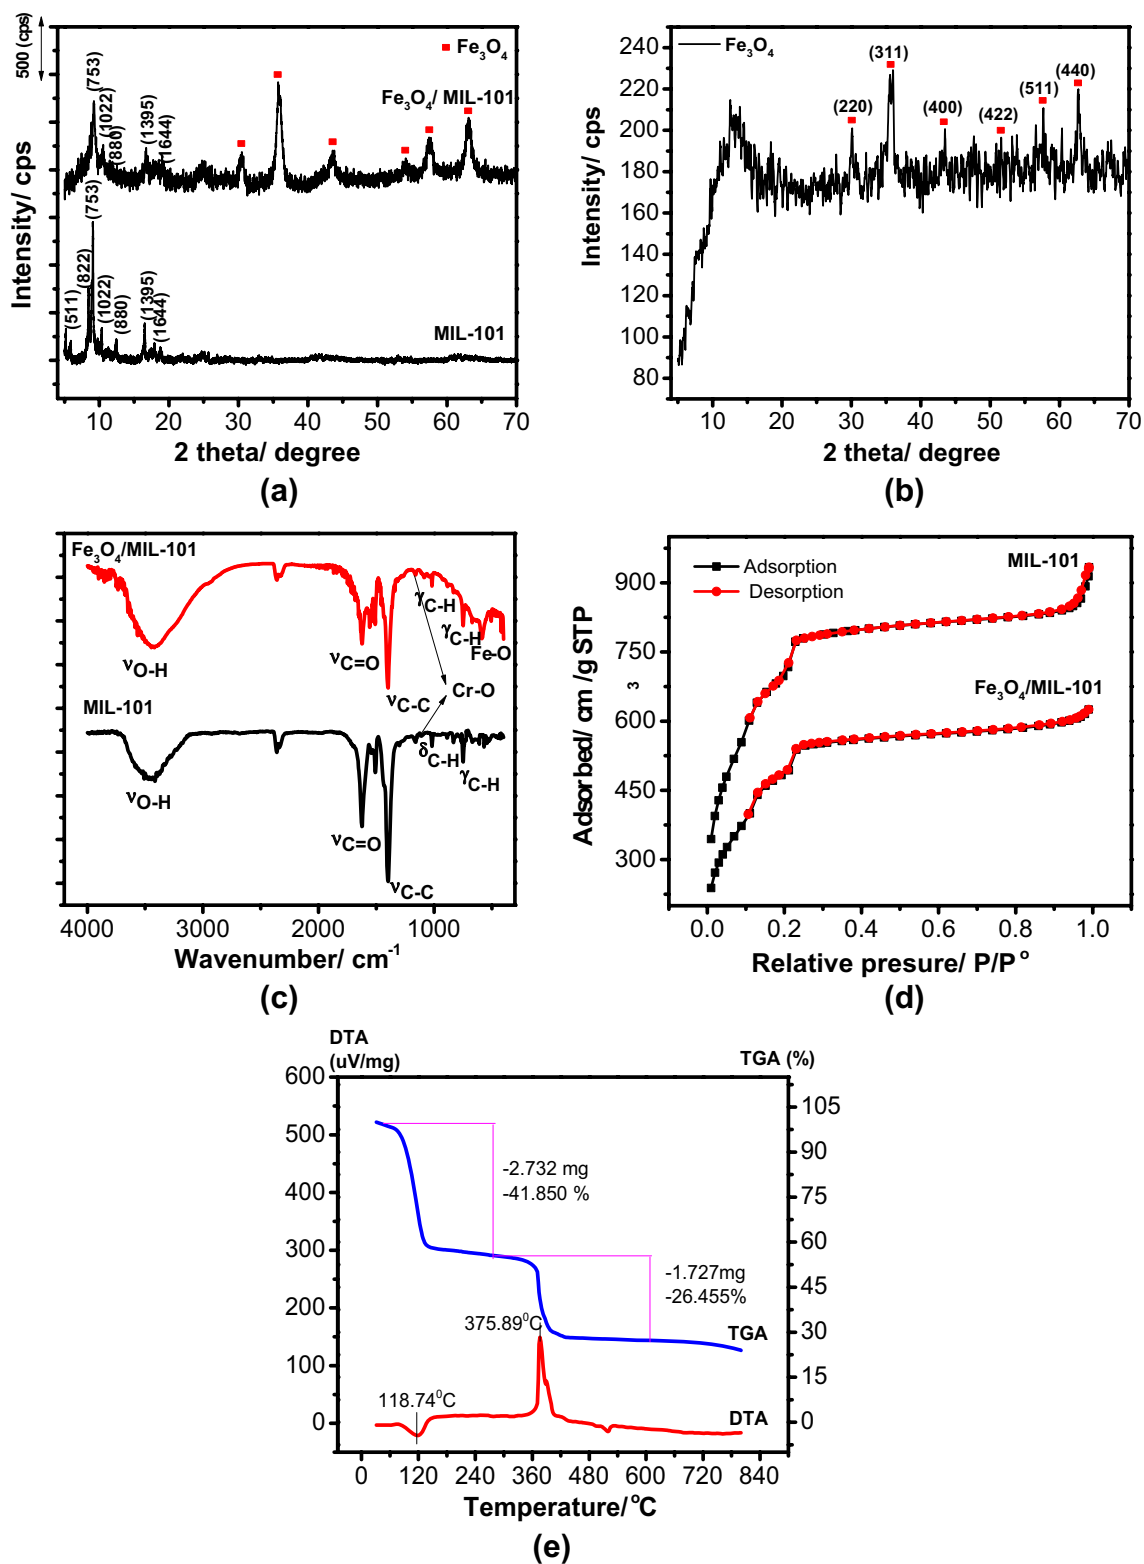 500 (cps)
Intensity/ cps
Fe3O4
Fe3O4/ MIL-101
(753)
(1022)
(880)
(1395)
(1644)
(511)
(822)
(753)
(1022)
(880)
(1395)
(1644)
MIL-101
10 20 30 40 50 60 70
2 theta/ degree
(a)
Intensity/ cps
240
220
200
180
160
140
120
100
80
Fe3O4
(220)
(311)
(400)
(422)
(511)
(440)
10 20 30 40 50 60 70
2 theta/ degree
(b)
Fe3O4/MIL-101
νO-H
νC=O
νC-C
γC-H
γC-H
Fe-O
Cr-O
MIL-101
νO-H
νC=O
νC-C
δC-H
γC-H
4000 3000 2000 1000
Wavenumber/ cm-1
(c)
Adsorbed/ cm3/g STP
900
750
600
450
300
Adsorption
Desorption
MIL-101
Fe3O4/MIL-101
0.0 0.2 0.4 0.6 0.8 1.0
Relative presure/ P/Po
(d)
DTA
(uV/mg)
TGA (%)
600
500
400
300
200
100
0
105
90
75
60
45
30
15
0
-2.732 mg
-41.850 %
-1.727mg
-26.455%
375.89⁰C
118.74⁰C
TGA
DTA
0 120 240 360 480 600 720 840
Temperature/ oC
(e)